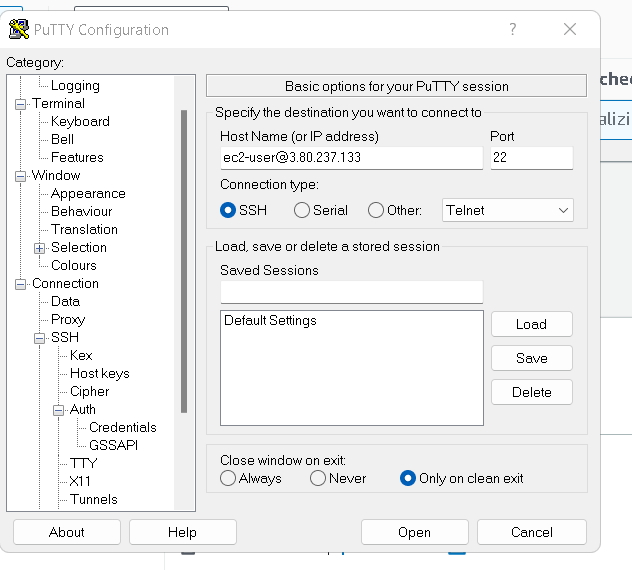 PuTTY Configuration
?
Category:
Logging
Terminal
Keyboard
Bell
Features
Window
Appearance
Behaviour
Translation
Selection
Colours
Connection
Data
Proxy
SSH
Kex
Host keys
Cipher
Auth
Credentials
GSSAPI
TTY
X11
Tunnels
Basic options for your PuTTY session
Specify the destination you want to connect to
Host Name (or IP address) Port
ec2-user@3.80.237.133 22
Connection type:
SSH Serial Other: Telnet
Load, save or delete a stored session
Saved Sessions
Default Settings
Load
Save
Delete
Close window on exit:
Always Never Only on clean exit
About Help Open Cancel